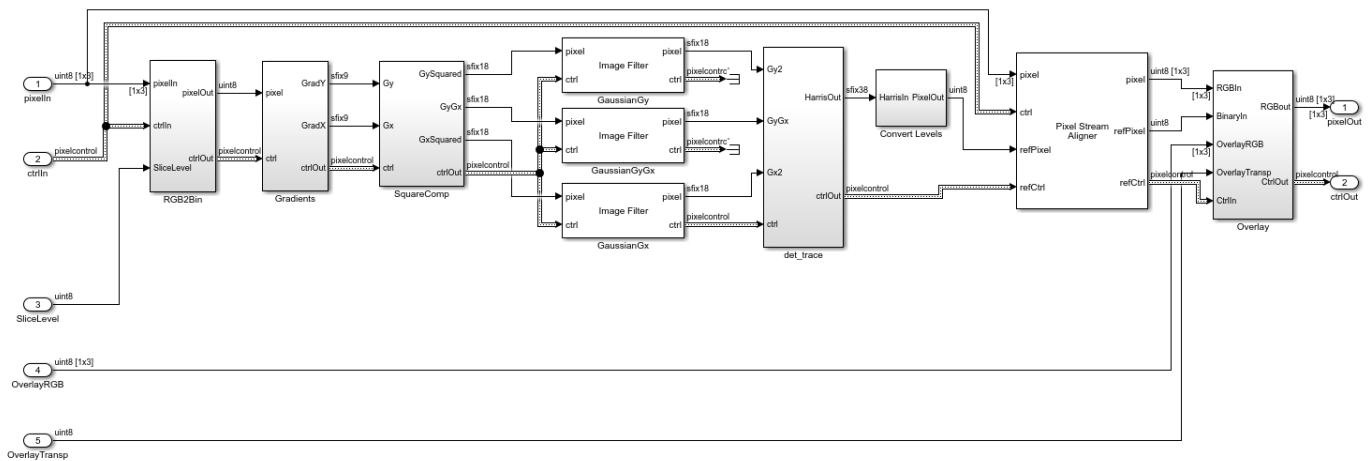 1
uint8 [1x3]
pixelIn
2
pixelcontrol
ctrlIn
[1x3]
pixelIn
pixelOut
ctrlIn
ctrlOut
SliceLevel
RGB2Bin
uint8
pixelcontrol
pixel
GradY
GradX
ctrl
ctrlOut
Gradients
sfix9
sfix9
pixelcontrol
Gy
GySquared
GyGx
Gx
GxSquared
ctrl
ctrlOut
SquareComp
sfix18
sfix18
sfix18
pixelcontrol
pixel
pixel
Image Filter
ctrl
ctrl
GaussianGy
sfix18
pixelcontrc'
pixel
pixel
Image Filter
ctrl
ctrl
GaussianGyGx
sfix18
pixelcontrc'
pixel
pixel
Image Filter
ctrl
ctrl
GaussianGx
sfix18
pixelcontrol
Gy2
HarrisOut
GyGx
Gx2
ctrlOut
ctrl
det_trace
sfix38
pixelcontrol
HarrisIn PixelOut
Convert Levels
uint8
[1x3]
pixel
pixel
ctrl
Pixel Stream
Aligner
refPixel
refPixel
refCtrl
refCtrl
uint8 [1x3]
[1x3]
uint8
[1x3]
pixelcontrol
RGBIn
RGBout
BinaryIn
OverlayRGB
OverlayTransp
CtrlOut
CtrlIn
Overlay
uint8 [1x3]
[1x3]
1
pixelOut
pixelcontrol
2
ctrlOut
3
uint8
SliceLevel
4
uint8 [1x3]
OverlayRGB
5
uint8
OverlayTransp